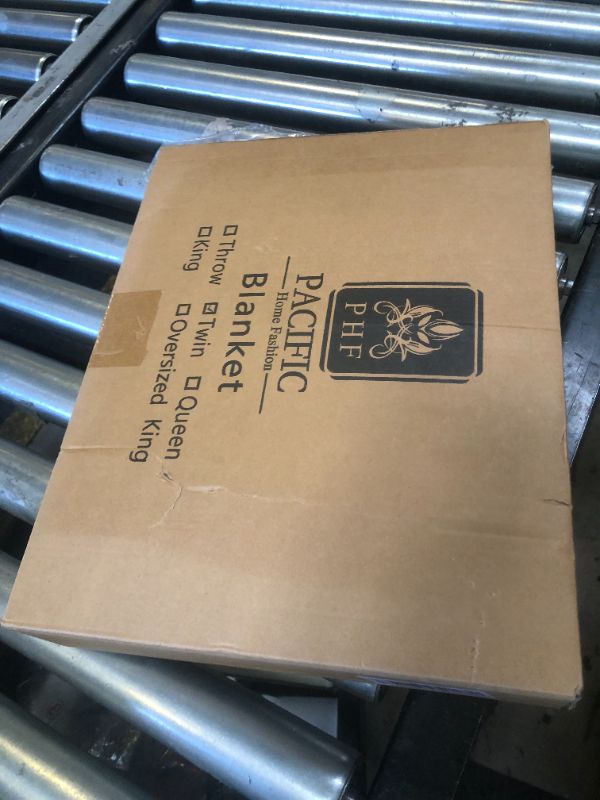 PHF
PACIFIC
Home Fashion
Blanket
☐ Throw ☑ Twin ☐ Queen
☐ King ☐ Oversized King